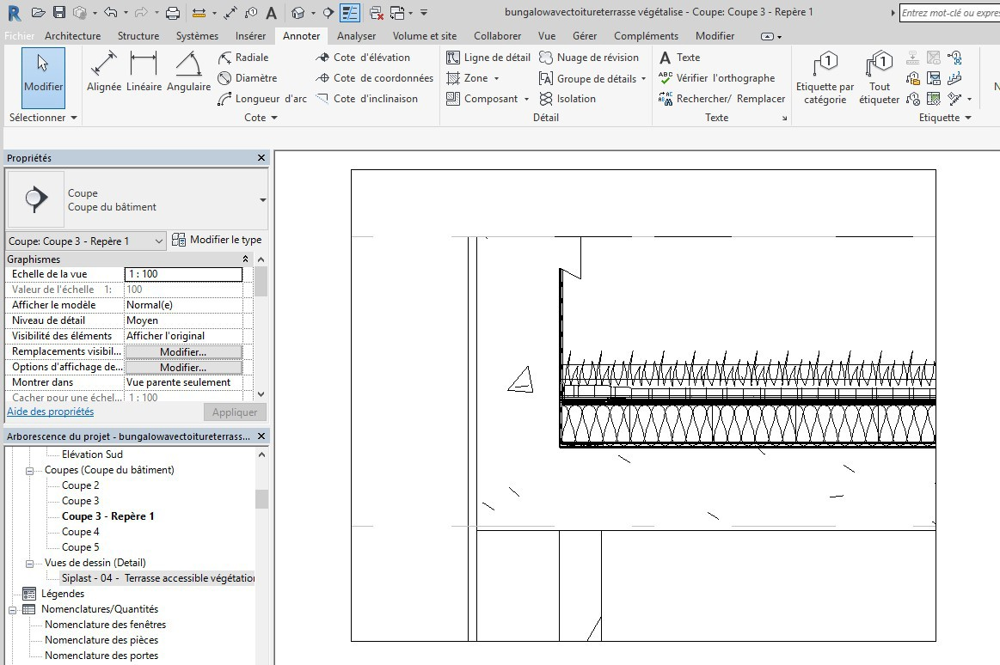 bungalowavectoitureterrasse végétalise - Coupe: Coupe 3 - Repère 1
Entrez mot-clé ou expres
Fichier Architecture Structure Systèmes Insérer Annoter Analyser Volume et site Collaborer Vue Gérer Compléments Modifier
Modifier
Sélectionner
Alignée Linéaire Angulaire
Radiale
Diamètre
Longueur d'arc
Cote d'élévation
Cote de coordonnées
Cote d'inclinaison
Cote
Ligne de détail
Zone
Composant
Nuage de révision
Groupe de détails
Isolation
Détail
A Texte
ABC Vérifier l'orthographe
Rechercher/ Remplacer
Texte
Etiquette par catégorie
Tout étiqueter
Etiquette
Propriétés
Coupe
Coupe du bâtiment
Coupe: Coupe 3 - Repère 1
Modifier le type
Graphismes
Echelle de la vue 1 : 100
Valeur de l'échelle 1: 100
Afficher le modèle Normal(e)
Niveau de détail Moyen
Visibilité des éléments Afficher l'original
Remplacements visibil... Modifier...
Options d'affichage de... Modifier...
Montrer dans Vue parente seulement
Cacher pour une échel... 1 : 100
Aide des propriétés
Appliquer
Arborescence du projet - bungalowavectoitureterrass...
Elévation Sud
Coupes (Coupe du bâtiment)
Coupe 2
Coupe 3
Coupe 3 - Repère 1
Coupe 4
Coupe 5
Vues de dessin (Detail)
Siplast - 04 - Terrasse accessible végétation
Légendes
Nomenclatures/Quantités
Nomenclature des fenêtres
Nomenclature des pièces
Nomenclature des portes